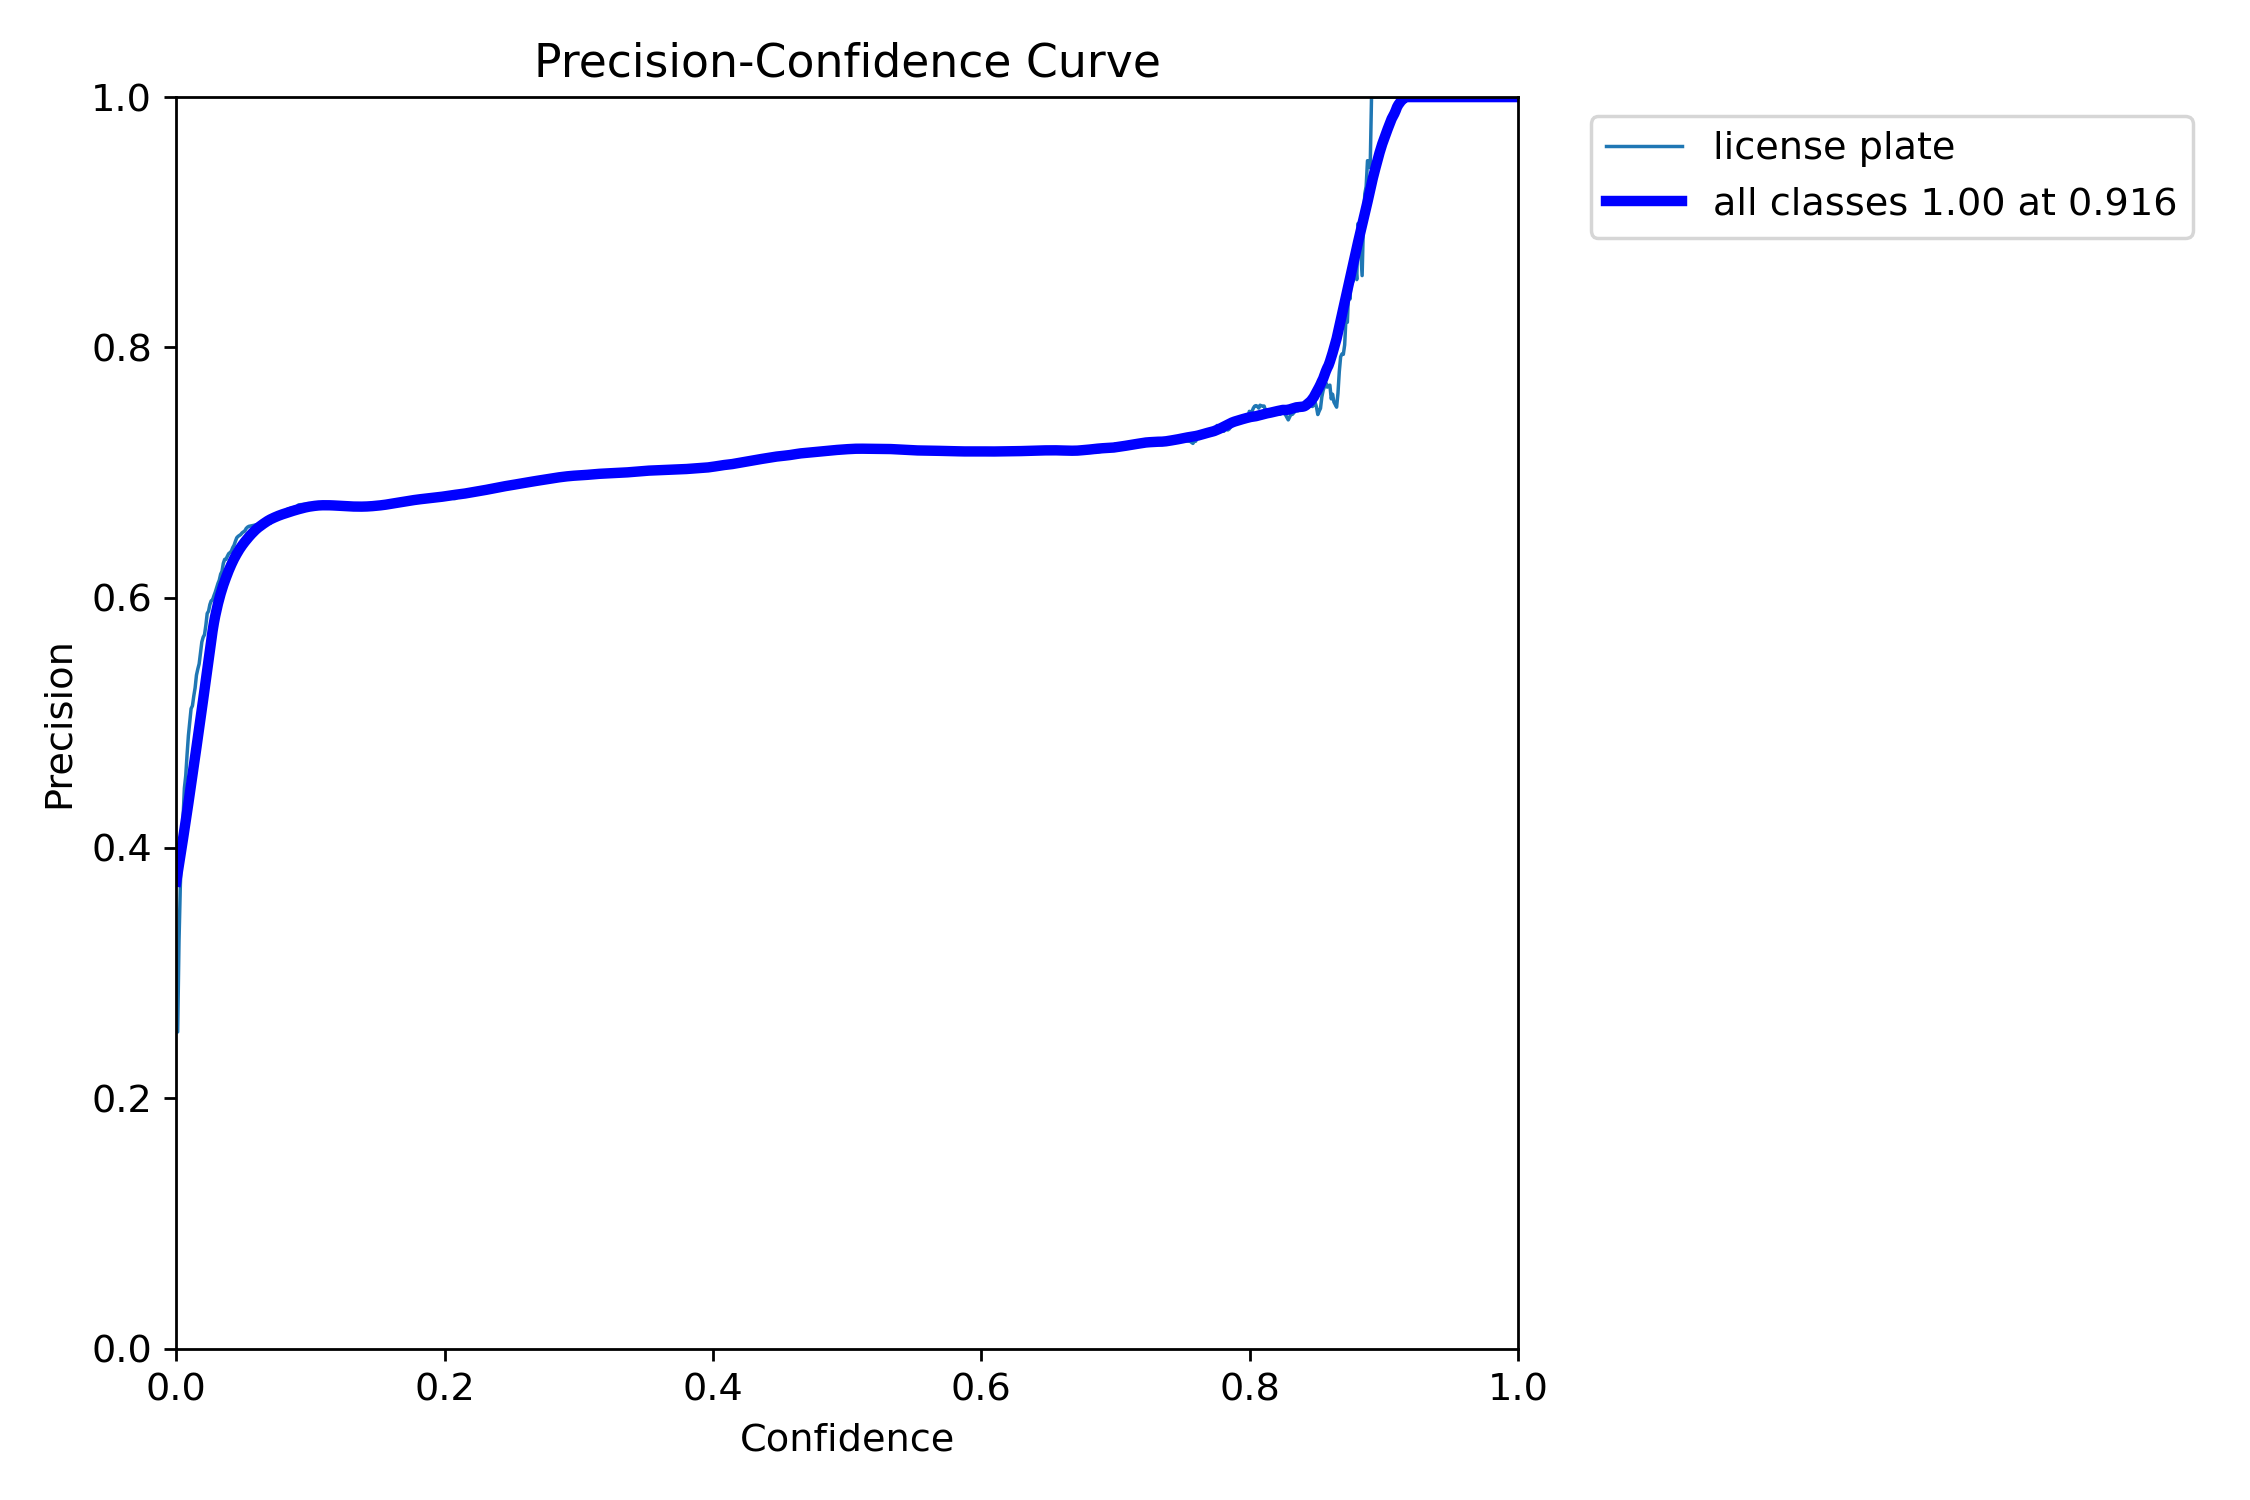 Precision-Confidence Curve
1.0
0.8
0.6
0.4
0.2
0.0
Precision
0.0 0.2 0.4 0.6 0.8 1.0
Confidence
license plate
all classes 1.00 at 0.916